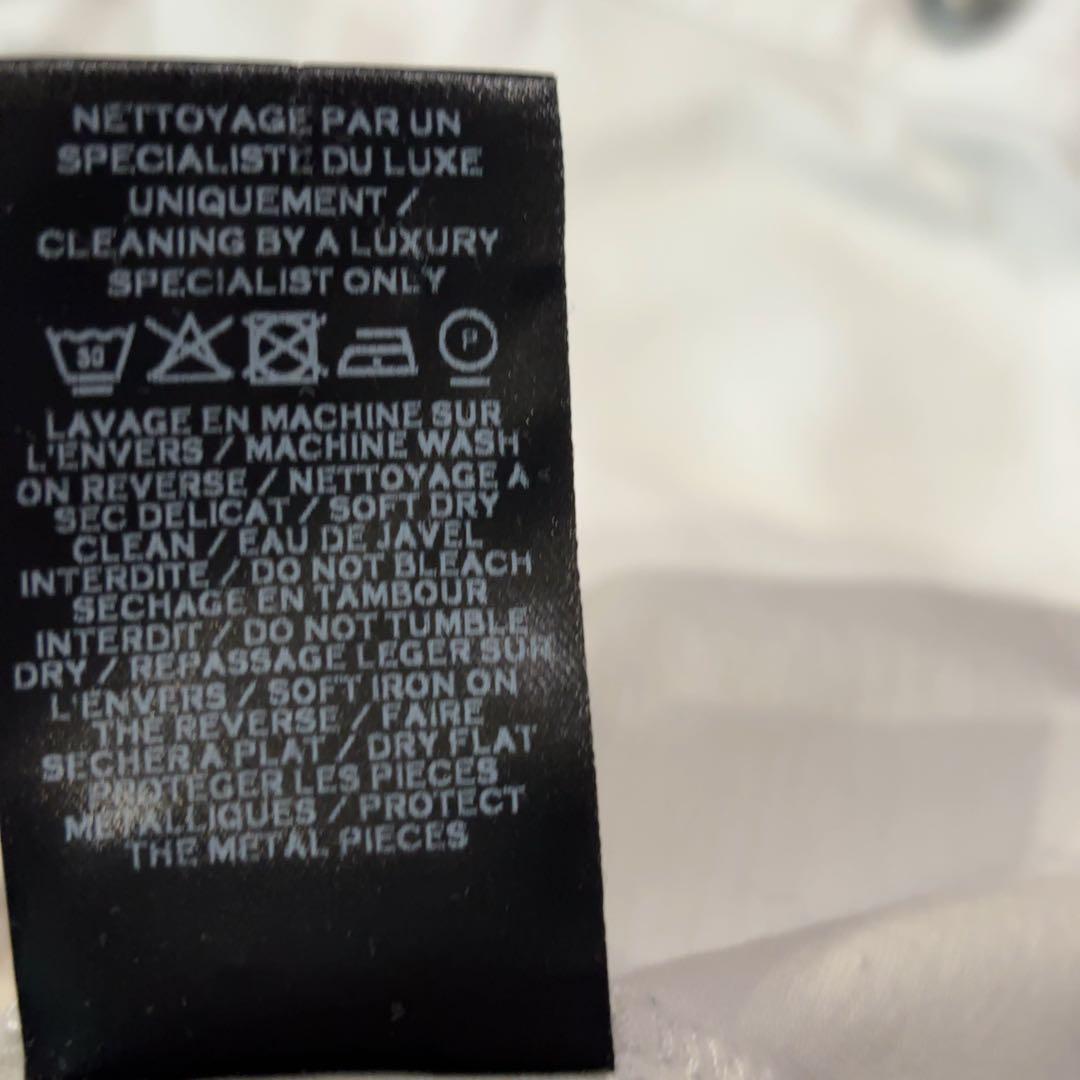 NETTOYAGE PAR UN
SPECIALISTE DU LUXE
UNIQUEMENT /
CLEANING BY A LUXURY
SPECIALIST ONLY
30 P
LAVAGE EN MACHINE SUR
L'ENVERS / MACHINE WASH
ON REVERSE / NETTOYAGE A
SEC DELICAT / SOFT DRY
CLEAN / EAU DE JAVEL
INTERDITE / DO NOT BLEACH
SECHAGE EN TAMBOUR
INTERDIT / DO NOT TUMBLE
DRY / REPASSAGE LEGER SUR
L'ENVERS / SOFT IRON ON
THE REVERSE / FAIRE
SECHER A PLAT / DRY FLAT
PROTEGER LES PIECES
METALLIQUES / PROTECT
THE METAL PIECES